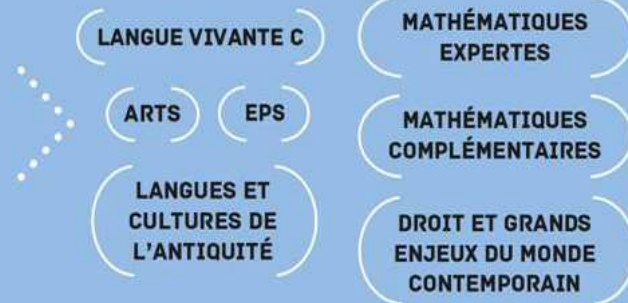 LANGUE VIVANTE C
ARTS
EPS
LANGUES ET
CULTURES DE
L'ANTIQUITÉ
MATHÉMATIQUES
EXPERTES
MATHÉMATIQUES
COMPLÉMENTAIRES
DROIT ET GRANDS
ENJEUX DU MONDE
CONTEMPORAIN